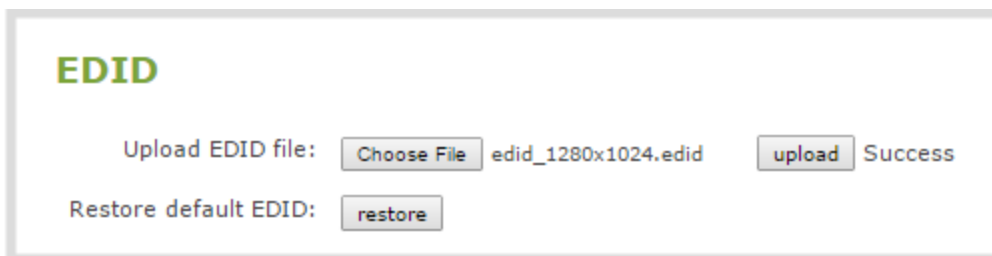 EDID
Upload EDID file: Choose File edid_1280x1024.edid upload Success
Restore default EDID: restore